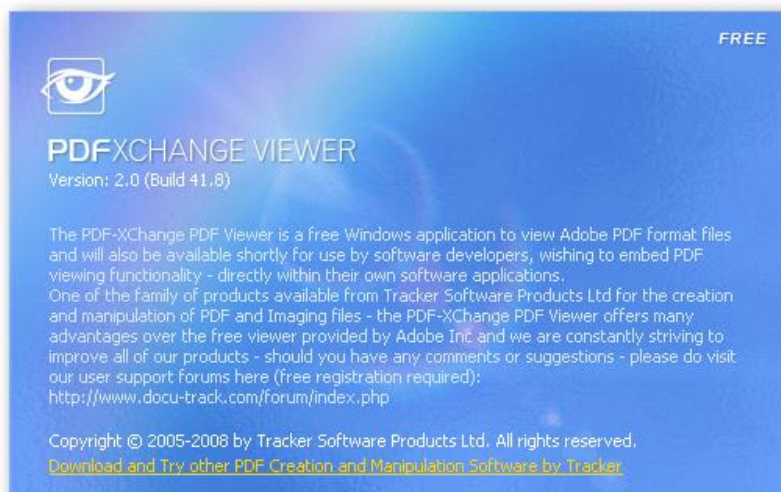 FREE
PDFXCHANGE VIEWER
Version: 2.0 (Build 41.8)
The PDF-XChange PDF Viewer is a free Windows application to view Adobe PDF format files
and will also be available shortly for use by software developers, wishing to embed PDF
viewing functionality - directly within their own software applications.
One of the family of products available from Tracker Software Products Ltd for the creation
and manipulation of PDF and Imaging files - the PDF-XChange PDF Viewer offers many
advantages over the free viewer provided by Adobe Inc and we are constantly striving to
improve all of our products - should you have any comments or suggestions - please do visit
our user support forums here (free registration required):
http://www.docu-track.com/forum/index.php
Copyright © 2005-2008 by Tracker Software Products Ltd. All rights reserved.
Download and Try other PDF Creation and Manipulation Software by Tracker